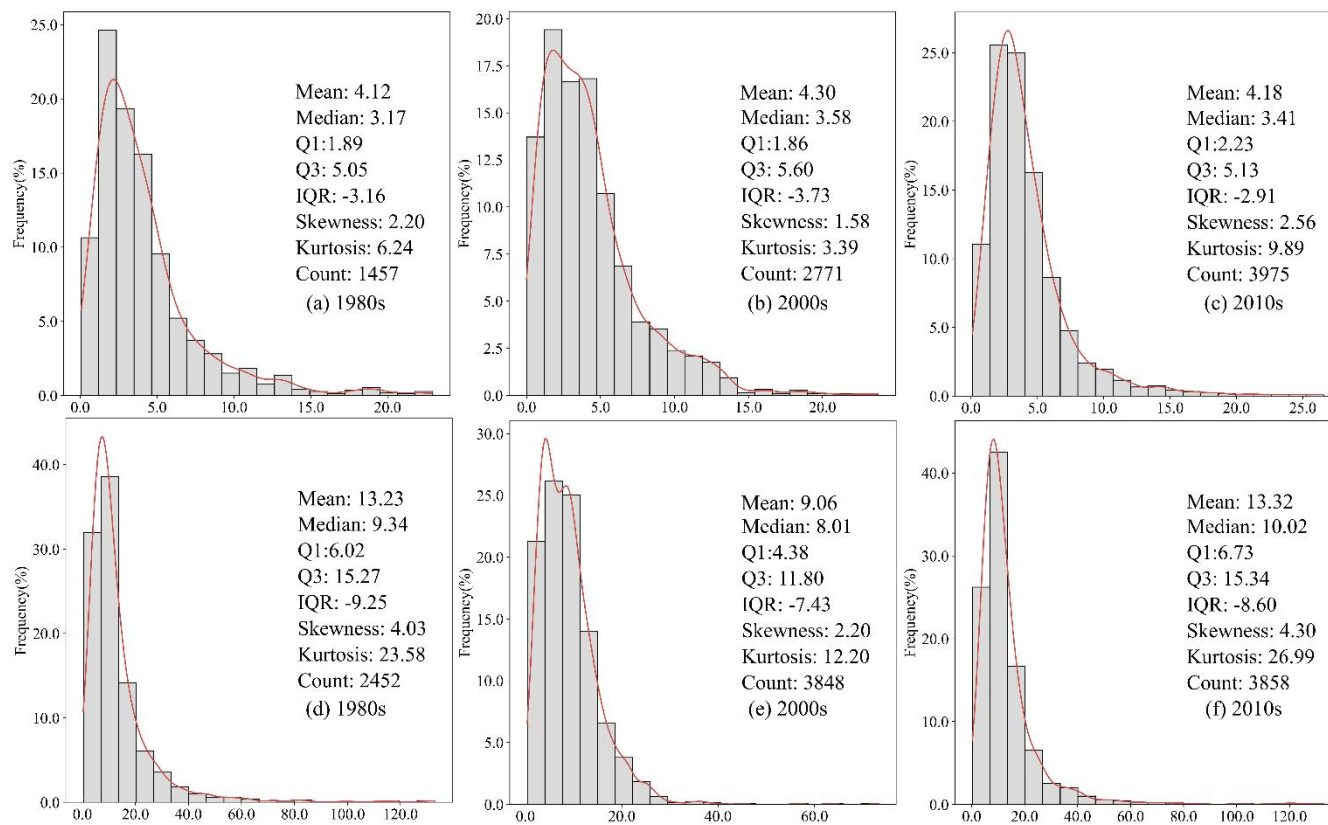 25.0
20.0
15.0
10.0
5.0
0.0
Frequency(%)
Mean: 4.12
Median: 3.17
Q1:1.89
Q3: 5.05
IQR: -3.16
Skewness: 2.20
Kurtosis: 6.24
Count: 1457
(a) 1980s
0.0 5.0 10.0 15.0 20.0
20.0
17.5
15.0
12.5
10.0
7.5
5.0
2.5
0.0
Frequency(%)
Mean: 4.30
Median: 3.58
Q1:1.86
Q3: 5.60
IQR: -3.73
Skewness: 1.58
Kurtosis: 3.39
Count: 2771
(b) 2000s
0.0 5.0 10.0 15.0 20.0
25.0
20.0
15.0
10.0
5.0
0.0
Frequency(%)
Mean: 4.18
Median: 3.41
Q1:2.23
Q3: 5.13
IQR: -2.91
Skewness: 2.56
Kurtosis: 9.89
Count: 3975
(c) 2010s
0.0 5.0 10.0 15.0 20.0 25.0
40.0
30.0
20.0
10.0
0.0
Frequency(%)
Mean: 13.23
Median: 9.34
Q1:6.02
Q3: 15.27
IQR: -9.25
Skewness: 4.03
Kurtosis: 23.58
Count: 2452
(d) 1980s
0.0 20.0 40.0 60.0 80.0 100.0 120.0
30.0
25.0
20.0
15.0
10.0
5.0
0.0
Frequency(%)
Mean: 9.06
Median: 8.01
Q1:4.38
Q3: 11.80
IQR: -7.43
Skewness: 2.20
Kurtosis: 12.20
Count: 3848
(e) 2000s
0.0 20.0 40.0 60.0
40.0
30.0
20.0
10.0
0.0
Frequency(%)
Mean: 13.32
Median: 10.02
Q1:6.73
Q3: 15.34
IQR: -8.60
Skewness: 4.30
Kurtosis: 26.99
Count: 3858
(f) 2010s
0.0 20.0 40.0 60.0 80.0 100.0 120.0